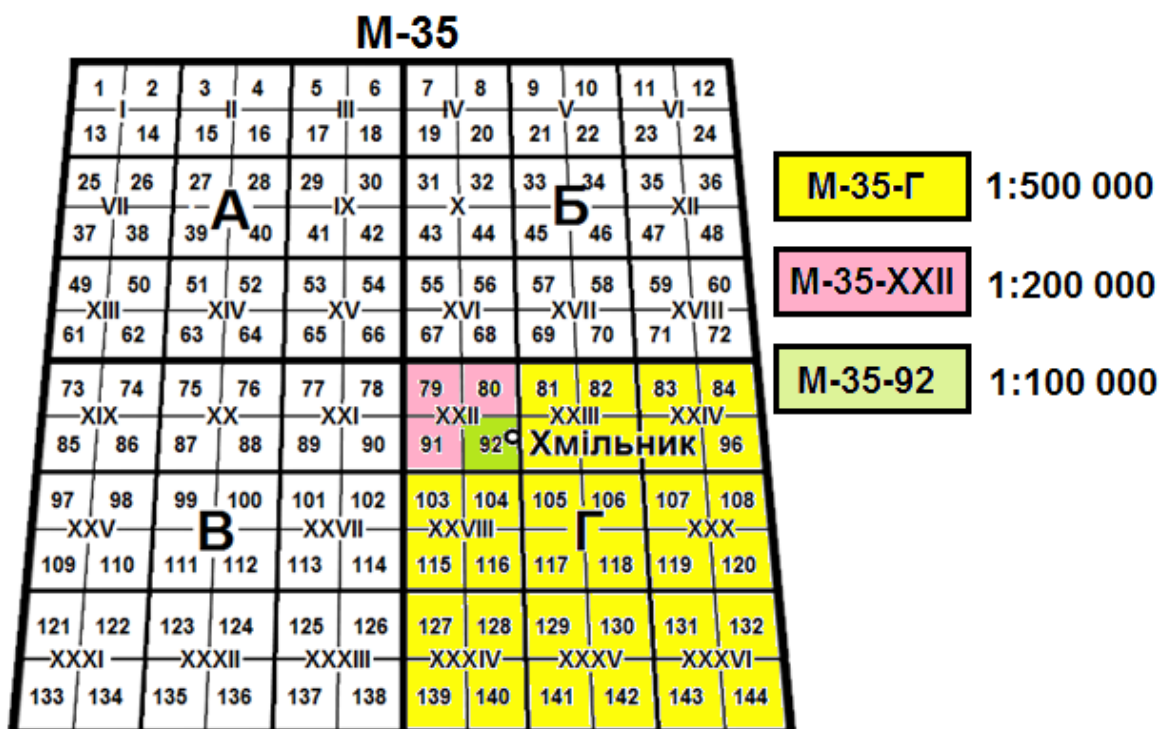 М-35
1 2 3 4 5 6 7 8 9 10 11 12
I II III IV V VI
13 14 15 16 17 18 19 20 21 22 23 24
25 26 27 28 29 30 31 32 33 34 35 36
VII А IX X Б XII
37 38 39 40 41 42 43 44 45 46 47 48
49 50 51 52 53 54 55 56 57 58 59 60
XIII XIV XV XVI XVII XVIII
61 62 63 64 65 66 67 68 69 70 71 72
73 74 75 76 77 78 79 80 81 82 83 84
XIX XX XXI XXII XXIII XXIV
85 86 87 88 89 90 91 92 Хмільник 96
97 98 99 100 101 102 103 104 105 106 107 108
XXV В XXVII XXVIII Г XXX
109 110 111 112 113 114 115 116 117 118 119 120
121 122 123 124 125 126 127 128 129 130 131 132
XXXI XXXII XXXIII XXXIV XXXV XXXVI
133 134 135 136 137 138 139 140 141 142 143 144
М-35-Г 1:500 000
М-35-XXII 1:200 000
М-35-92 1:100 000